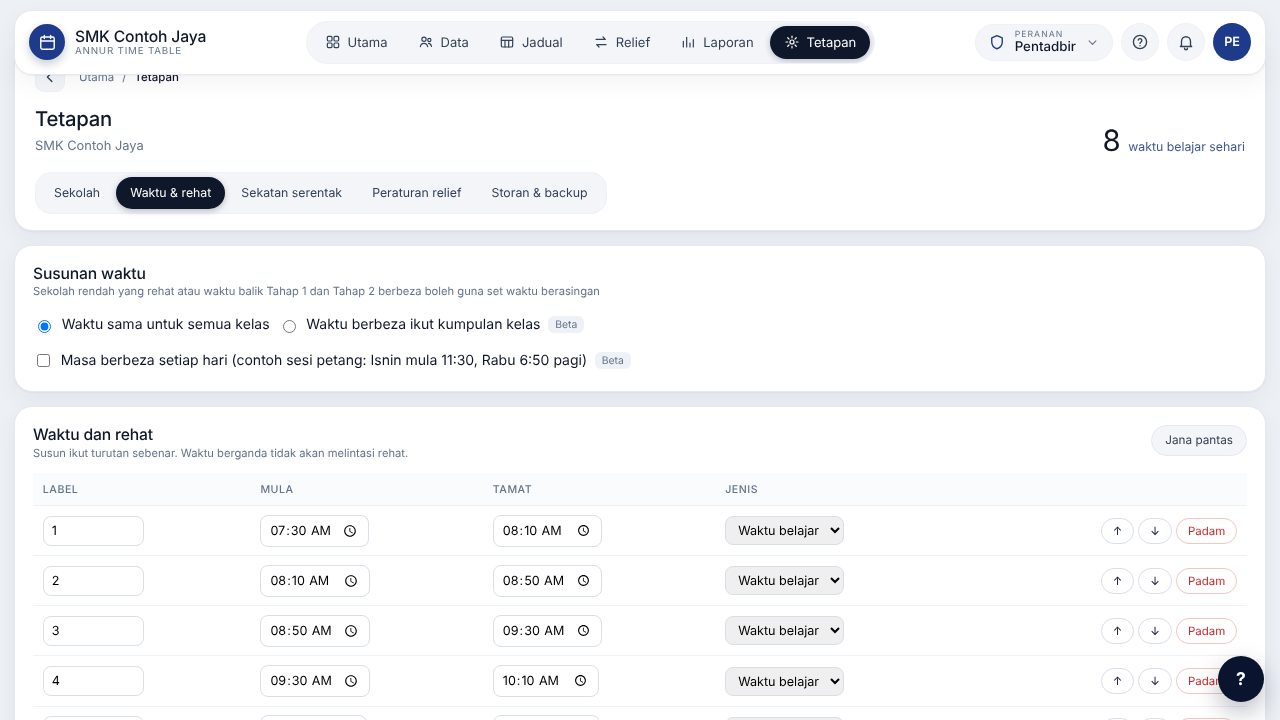 SMK Contoh Jaya
ANNUR TIME TABLE
Utama
Data
Jadual
Relief
Laporan
Tetapan
PERANAN
Pentadbir
PE
Utama / Tetapan
Tetapan
SMK Contoh Jaya
8 waktu belajar sehari
Sekolah
Waktu & rehat
Sekatan serentak
Peraturan relief
Storan & backup
Susunan waktu
Sekolah rendah yang rehat atau waktu balik Tahap 1 dan Tahap 2 berbeza boleh guna set waktu berasingan
Waktu sama untuk semua kelas
Waktu berbeza ikut kumpulan kelas Beta
Masa berbeza setiap hari (contoh sesi petang: Isnin mula 11:30, Rabu 6:50 pagi) Beta
Waktu dan rehat
Susun ikut turutan sebenar. Waktu berganda tidak akan melintasi rehat.
Jana pantas
LABEL MULA TAMAT JENIS
1 07:30 AM 08:10 AM Waktu belajar ↑ ↓ Padam
2 08:10 AM 08:50 AM Waktu belajar ↑ ↓ Padam
3 08:50 AM 09:30 AM Waktu belajar ↑ ↓ Padam
4 09:30 AM 10:10 AM Waktu belajar ↑ ↓ Padam
?